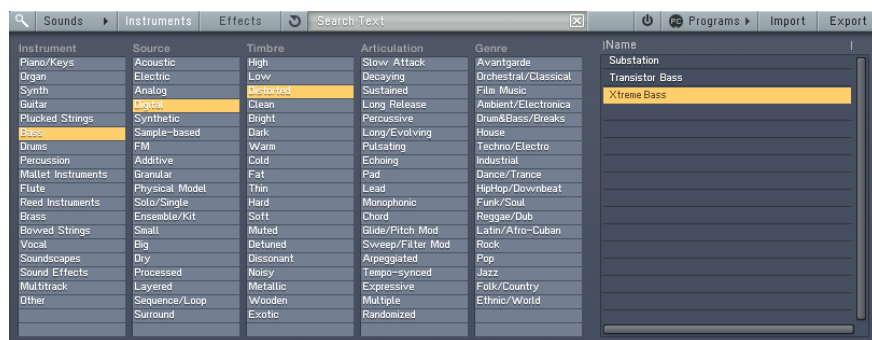 Sounds Instruments Effects Search Text PC Programs Import Export
Instrument Source Timbre Articulation Genre Name
Piano/Keys Acoustic High Slow Attack Avantgarde Substation
Organ Electric Low Decaying Orchestral/Classical Transistor Bass
Synth Analog Distorted Sustained Film Music Xtreme Bass
Guitar Digital Clean Long Release Ambient/Electronica
Plucked Strings Synthetic Bright Percussive Drum&Bass/Breaks
Bass Sample-based Dark Long/Evolving House
Drums FM Warm Pulsating Techno/Electro
Percussion Additive Cold Echoing Industrial
Mallet Instruments Granular Fat Pad Dance/Trance
Flute Physical Model Thin Lead HipHop/Downbeat
Reed Instruments Solo/Single Hard Monophonic Funk/Soul
Brass Ensemble/Kit Soft Chord Reggae/Dub
Bowed Strings Small Muted Glide/Pitch Mod Latin/Afro-Cuban
Vocal Big Detuned Sweep/Filter Mod Rock
Soundscapes Dry Dissonant Arpeggiated Pop
Sound Effects Processed Noisy Tempo-synced Jazz
Multitrack Layered Metallic Expressive Folk/Country
Other Sequence/Loop Wooden Multiple Ethnic/World
Surround Exotic Randomized